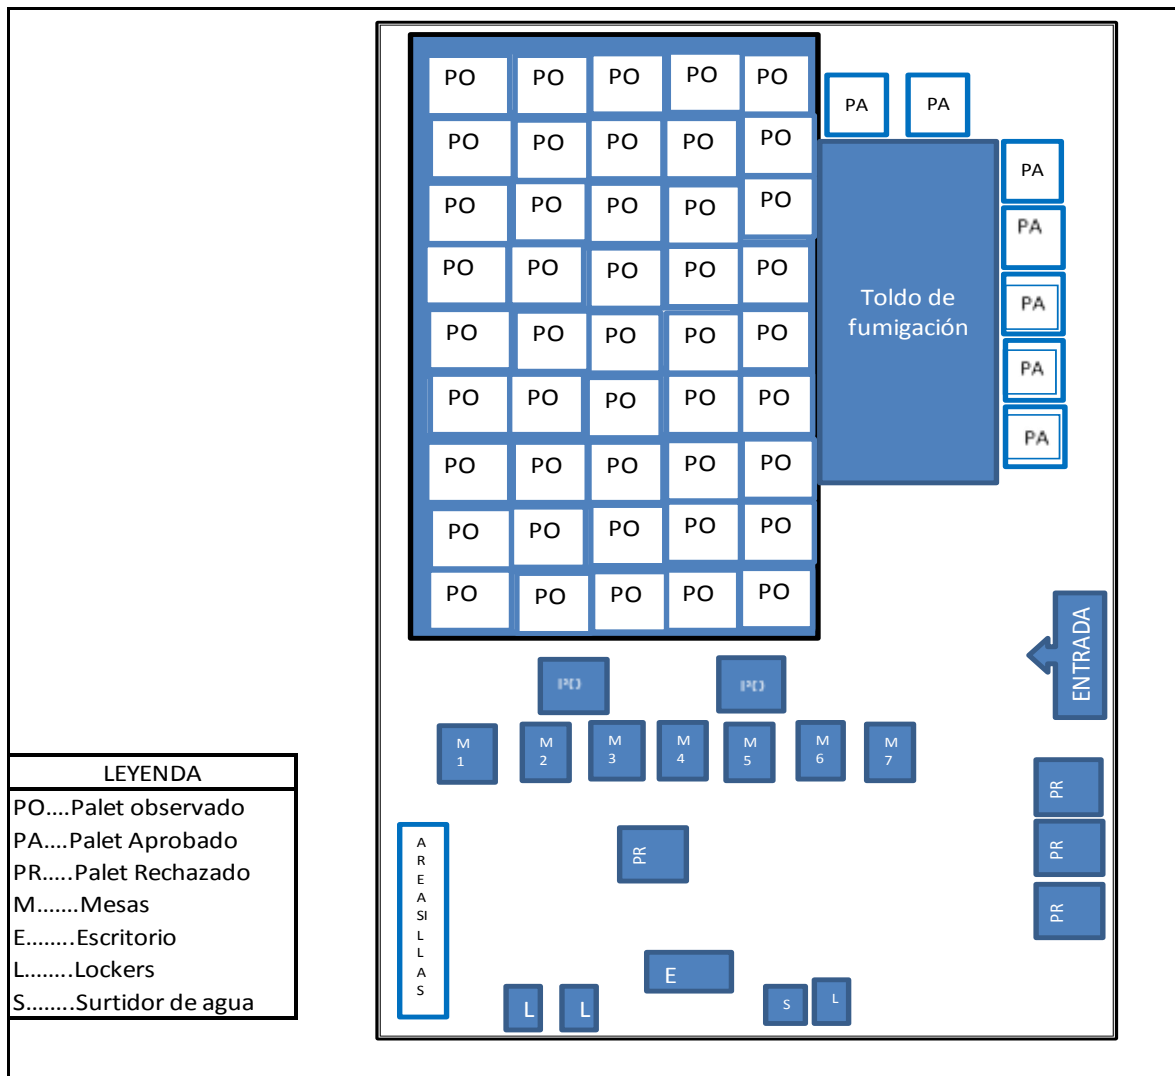 PO PO PO PO PO
PA PA
PO PO PO PO PO
PA
PO PO PO PO PO
PA
PO PO PO PO PO
Toldo de
fumigación
PA
PO PO PO PO PO
PA
PO PO PO PO PO
PA
PO PO PO PO PO
PO PO PO PO PO
PO PO PO PO PO
ENTRADA
M
1
M
2
M
3
M
4
M
5
M
6
M
7
PR
PR
PR
PR
A
R
E
A
SI
L
L
A
S
E
L
L
S
L
LEYENDA
PO....Palet observado
PA....Palet Aprobado
PR.....Palet Rechazado
M.......Mesas
E........Escritorio
L........Lockers
S........Surtidor de agua